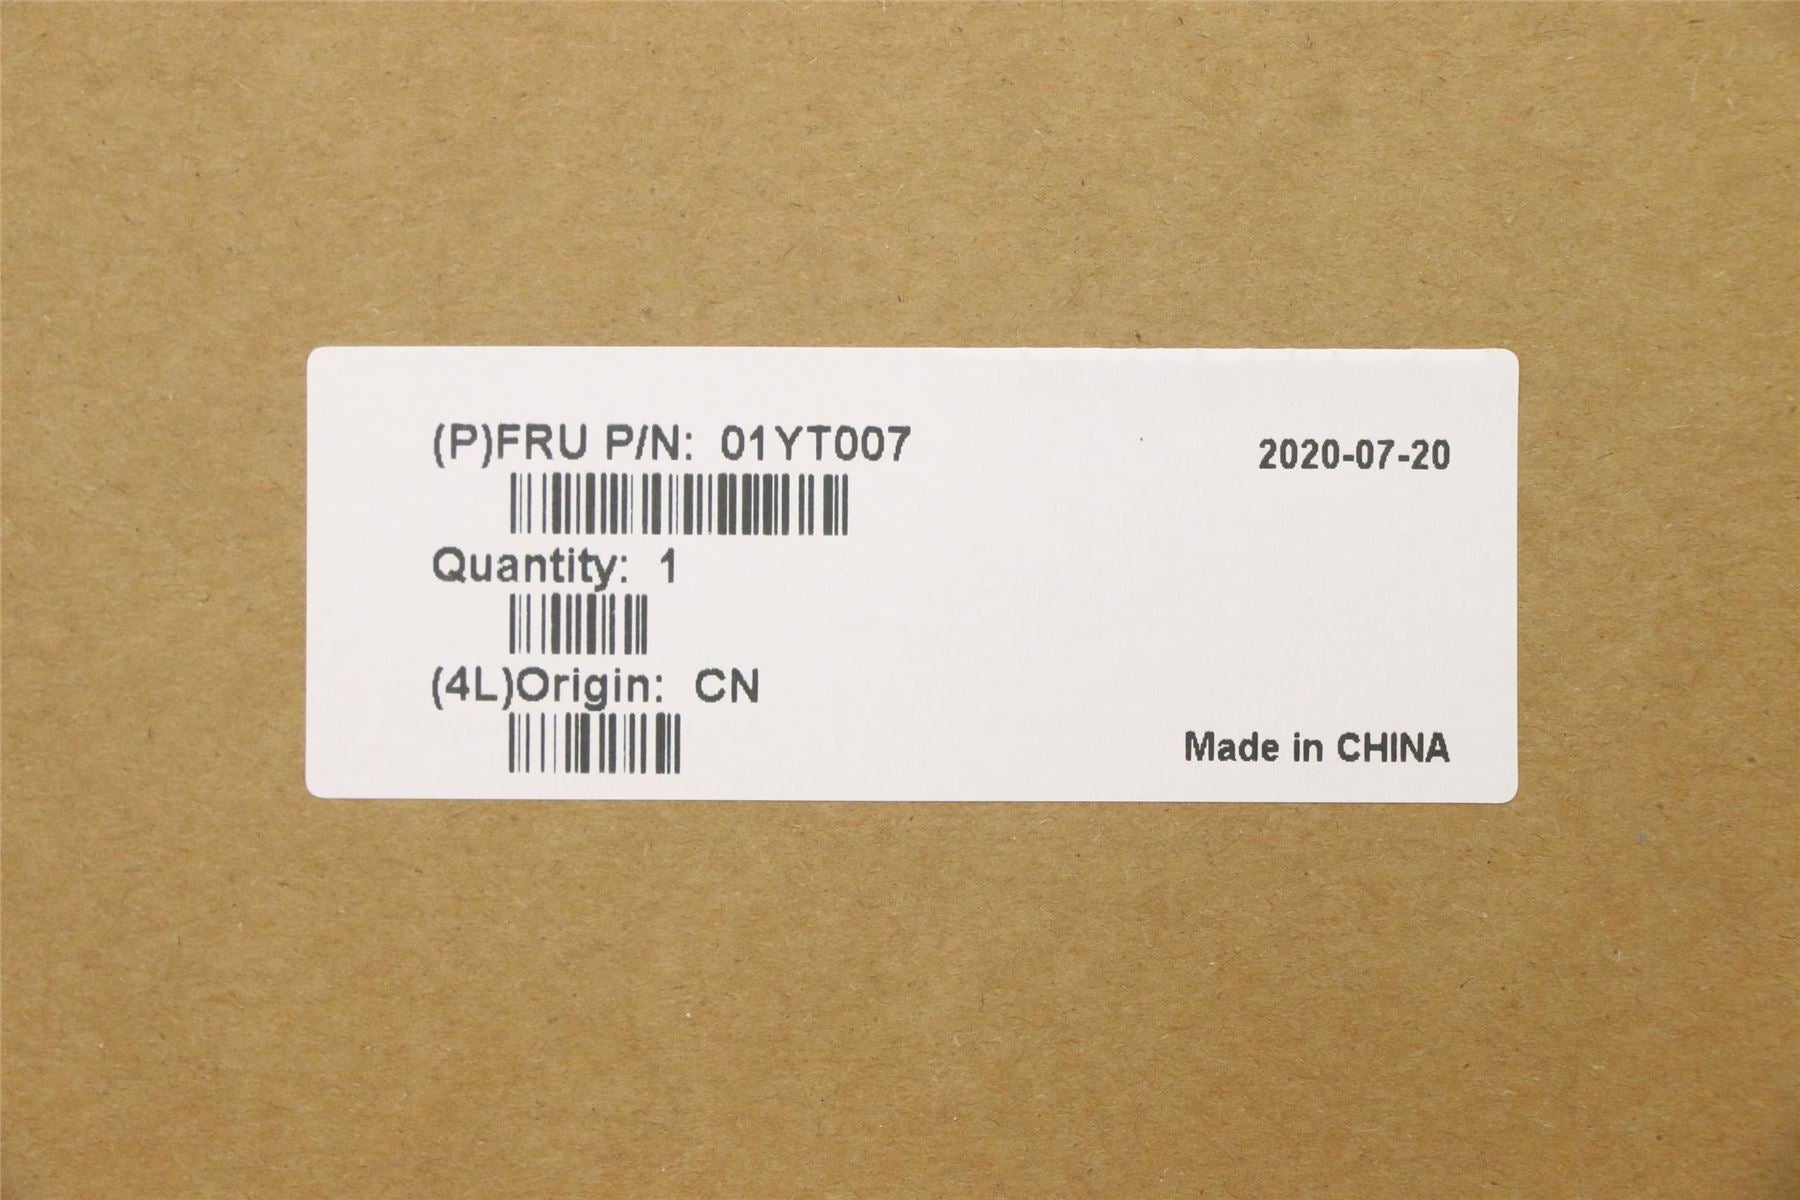 (P)FRU P/N: 01YT007
2020-07-20
Quantity: 1
(4L)Origin: CN
Made in CHINA